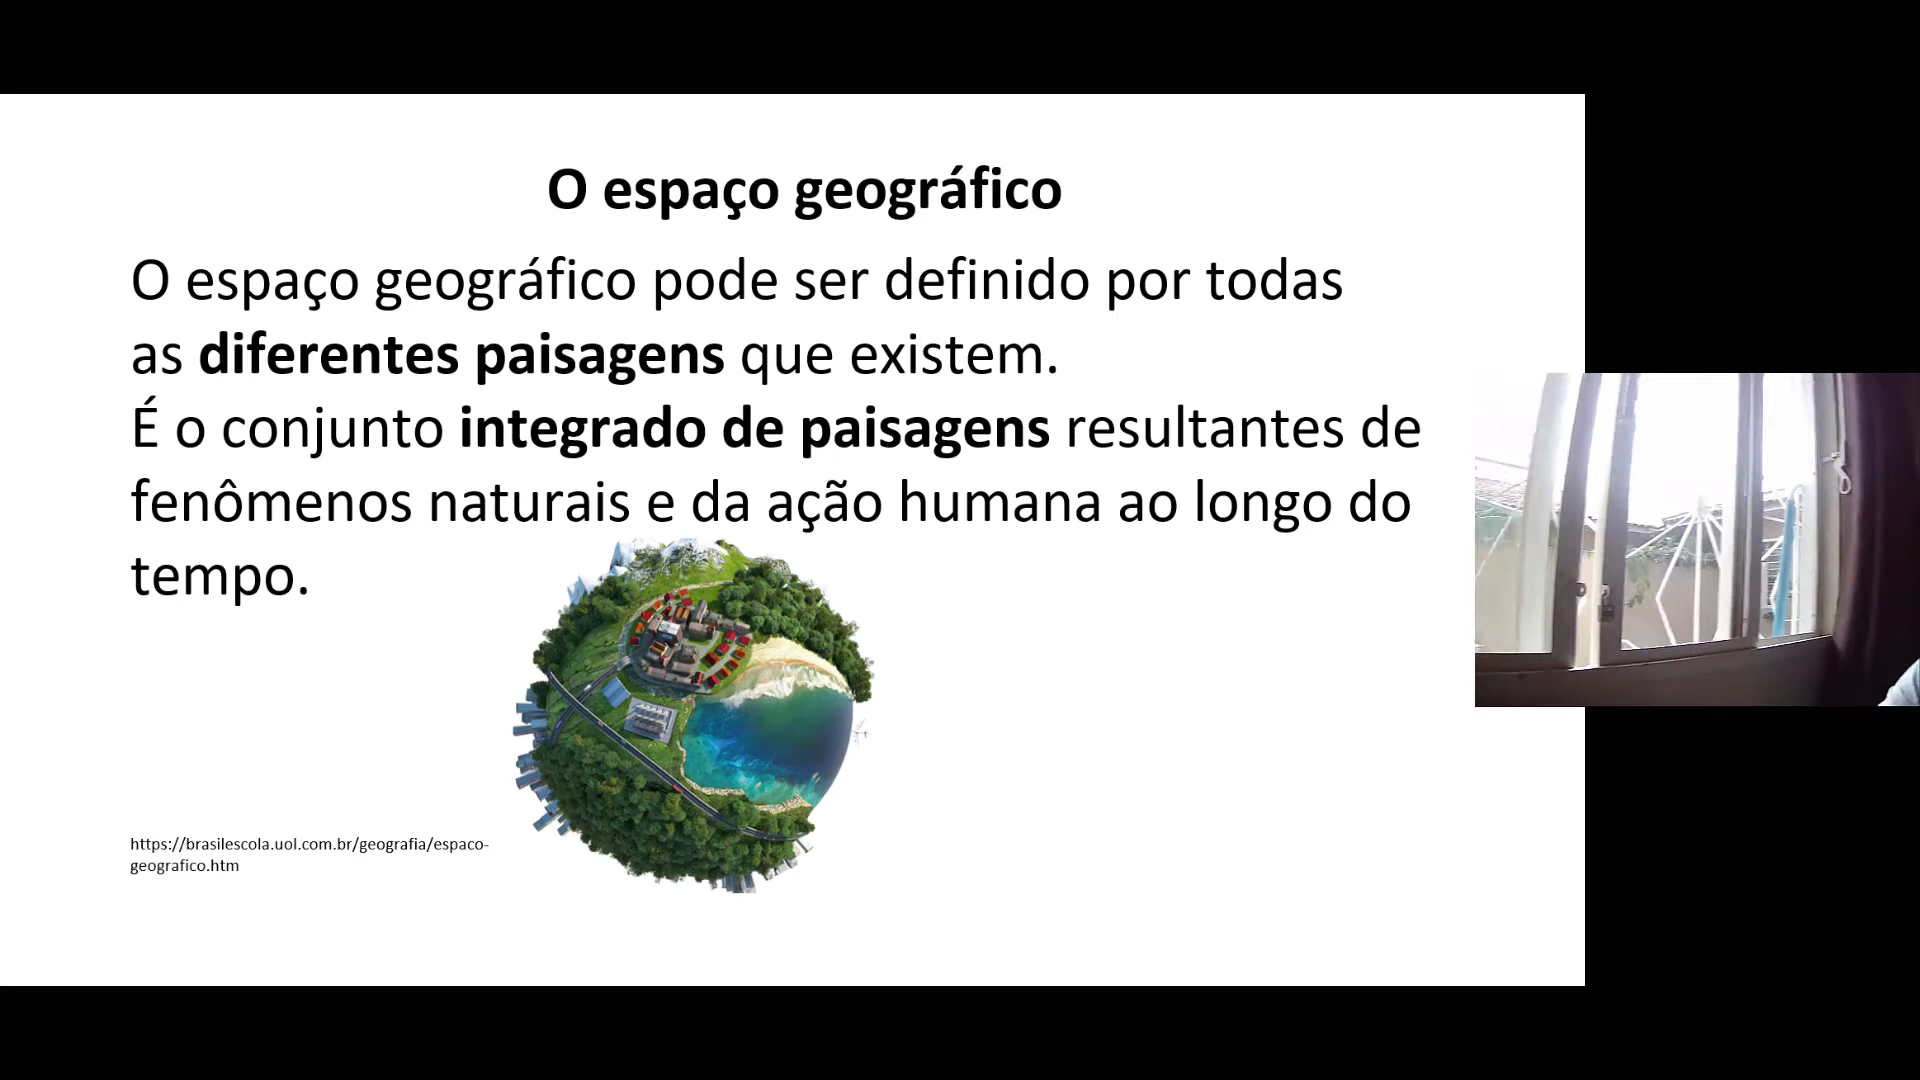 O espaço geográfico
O espaço geográfico pode ser definido por todas
as diferentes paisagens que existem.
É o conjunto integrado de paisagens resultantes de
fenômenos naturais e da ação humana ao longo do
tempo.
https://brasilescola.uol.com.br/geografia/espaco-
geografico.htm